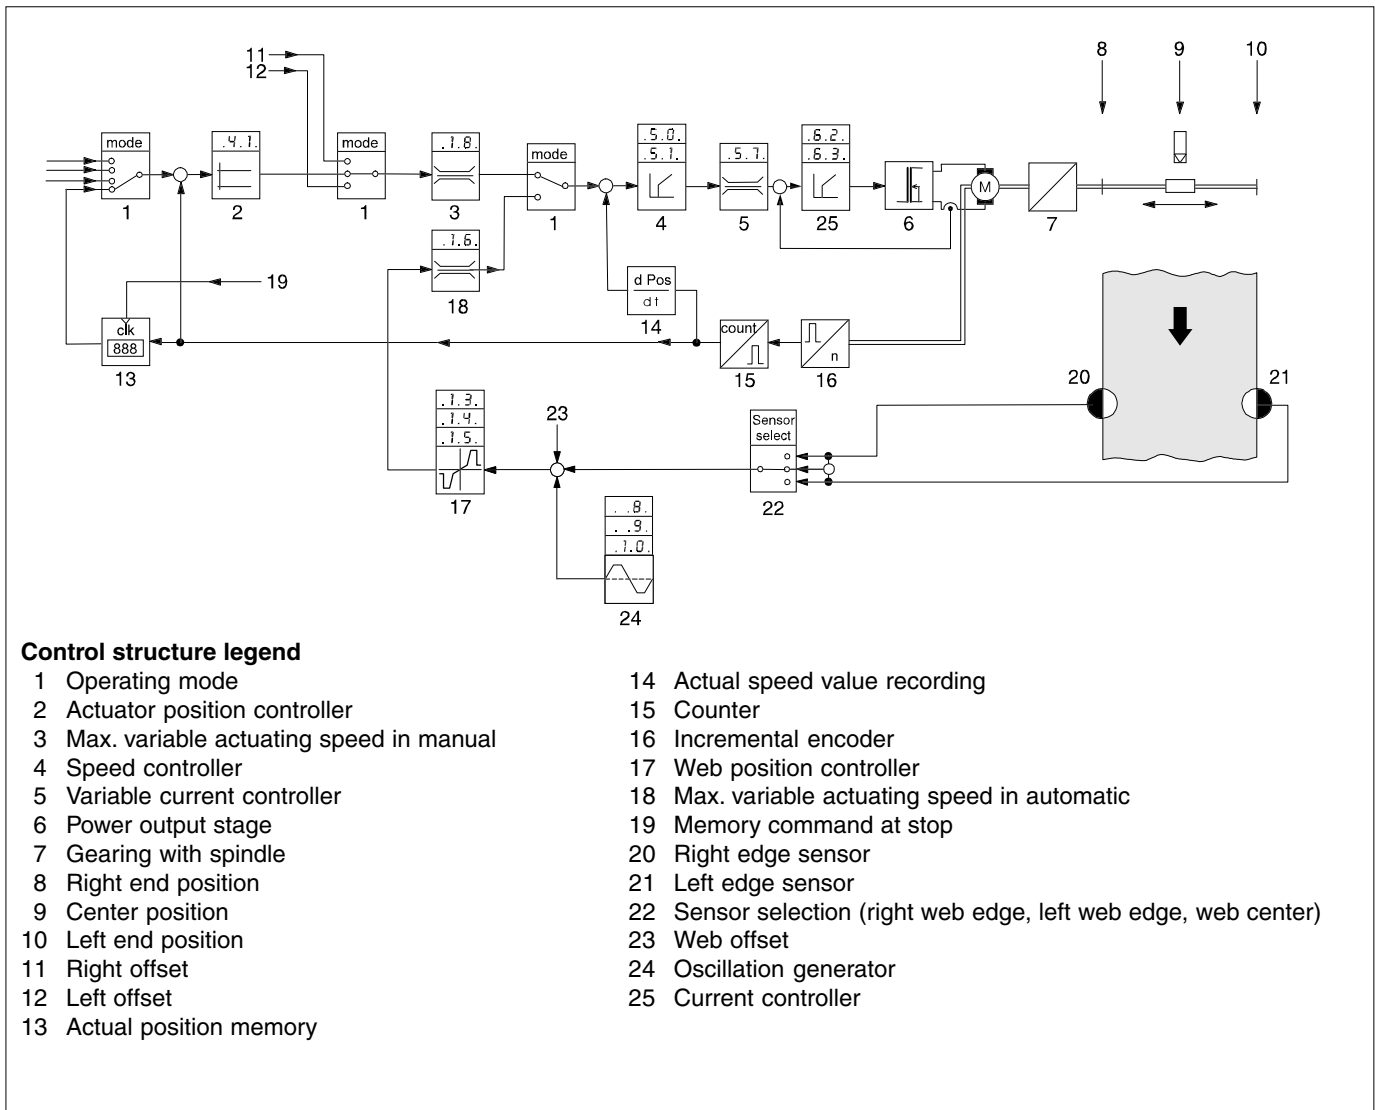 11
12
8 9 10
mode
.4.1.
mode
.1.8.
mode
.5.0.
.5.1.
.5.7.
.6.2.
.6.3.
M
1 2 1 3 1 4 5 25 6 7
.1.6.
18
19
d Pos
dt
14
clk
888
13
count
15
n
16
20 21
.1.3.
.1.4.
.1.5.
17
23
Sensor
select
22
. .8.
. .9.
.1.0.
24
Control structure legend
1 Operating mode
2 Actuator position controller
3 Max. variable actuating speed in manual
4 Speed controller
5 Variable current controller
6 Power output stage
7 Gearing with spindle
8 Right end position
9 Center position
10 Left end position
11 Right offset
12 Left offset
13 Actual position memory
14 Actual speed value recording
15 Counter
16 Incremental encoder
17 Web position controller
18 Max. variable actuating speed in automatic
19 Memory command at stop
20 Right edge sensor
21 Left edge sensor
22 Sensor selection (right web edge, left web edge, web center)
23 Web offset
24 Oscillation generator
25 Current controller